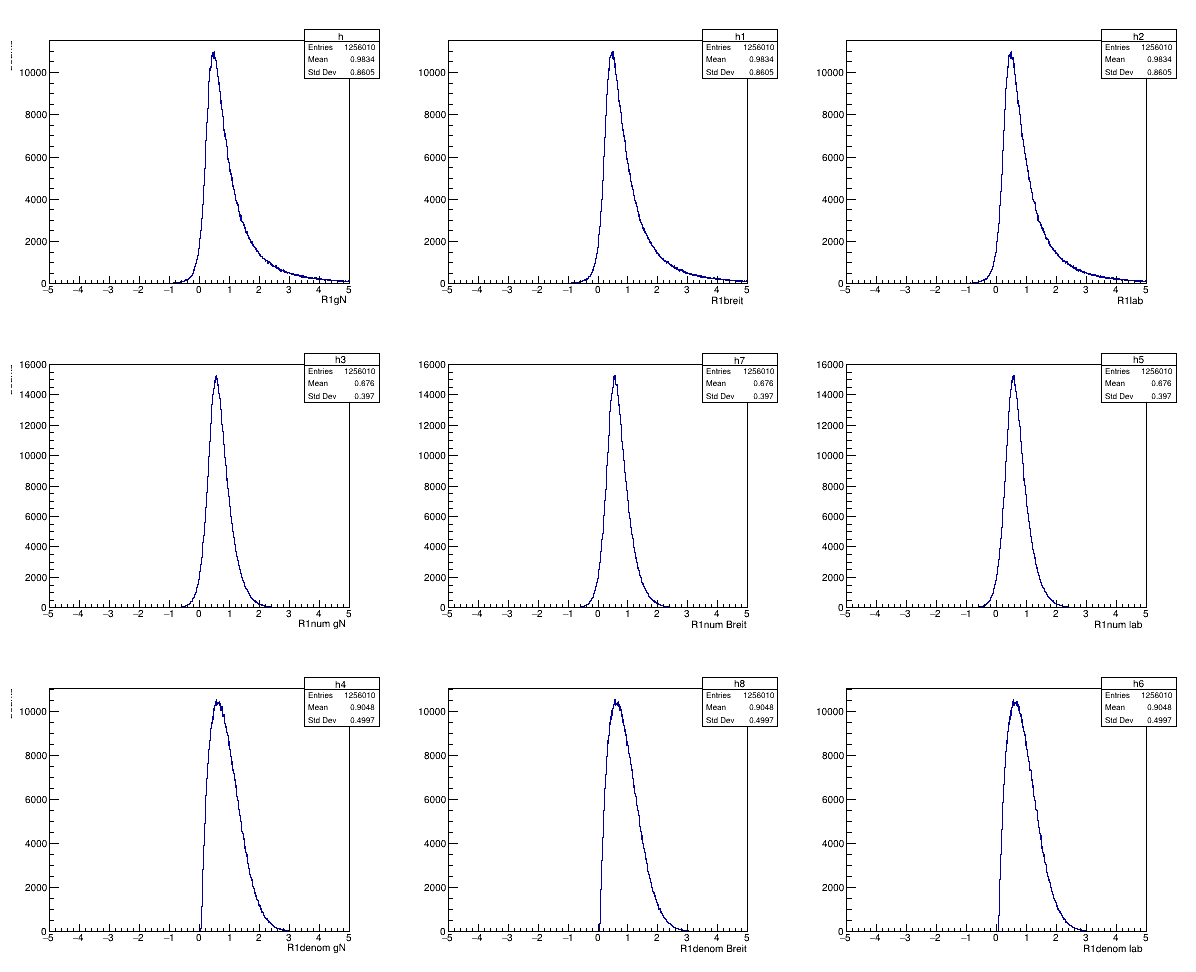 h
Entries 1256010
Mean 0.9834
Std Dev 0.8605
10000
8000
6000
4000
2000
0
−5 −4 −3 −2 −1 0 1 2 3 4 5
R1gN
h1
Entries 1256010
Mean 0.9834
Std Dev 0.8605
10000
8000
6000
4000
2000
0
−5 −4 −3 −2 −1 0 1 2 3 4 5
R1breit
h2
Entries 1256010
Mean 0.9834
Std Dev 0.8605
10000
8000
6000
4000
2000
0
−5 −4 −3 −2 −1 0 1 2 3 4 5
R1lab
h3
Entries 1256010
Mean 0.676
Std Dev 0.397
16000
14000
12000
10000
8000
6000
4000
2000
0
−5 −4 −3 −2 −1 0 1 2 3 4 5
R1num gN
h7
Entries 1256010
Mean 0.676
Std Dev 0.397
16000
14000
12000
10000
8000
6000
4000
2000
0
−5 −4 −3 −2 −1 0 1 2 3 4 5
R1num Breit
h5
Entries 1256010
Mean 0.676
Std Dev 0.397
16000
14000
12000
10000
8000
6000
4000
2000
0
−5 −4 −3 −2 −1 0 1 2 3 4 5
R1num lab
h4
Entries 1256010
Mean 0.9048
Std Dev 0.4997
10000
8000
6000
4000
2000
0
−5 −4 −3 −2 −1 0 1 2 3 4 5
R1denom gN
h8
Entries 1256010
Mean 0.9048
Std Dev 0.4997
10000
8000
6000
4000
2000
0
−5 −4 −3 −2 −1 0 1 2 3 4 5
R1denom Breit
h6
Entries 1256010
Mean 0.9048
Std Dev 0.4997
10000
8000
6000
4000
2000
0
−5 −4 −3 −2 −1 0 1 2 3 4 5
R1denom lab